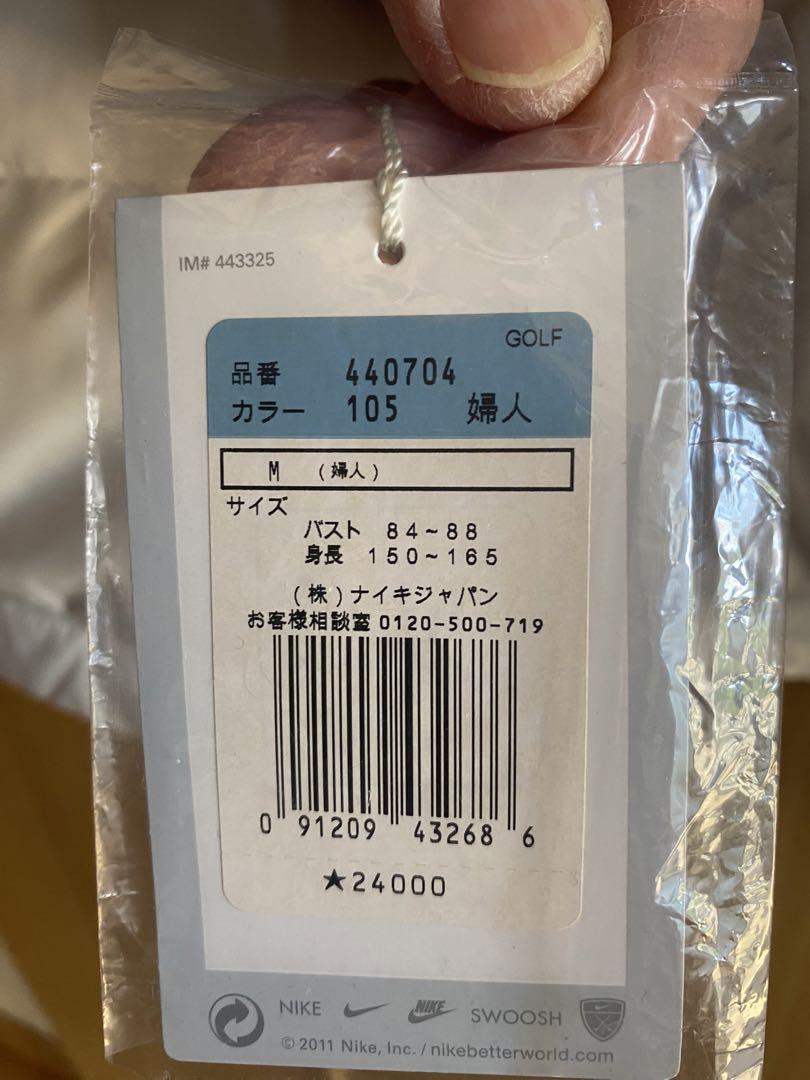 IM# 443325
GOLF
品番 440704
カラー 105 婦人
M (婦人)
サイズ
バスト 84~88
身長 150~165
(株)ナイキジャパン
お客様相談室 0120-500-719
0 91209 43268 6
★24000
NIKE NIKE SWOOSH
© 2011 Nike, Inc. / nikebetterworld.com